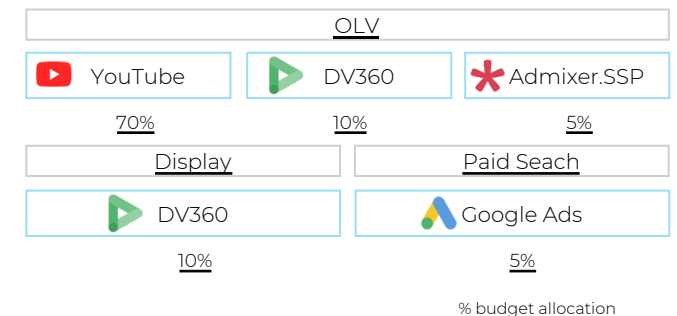 OLV
YouTube DV360 Admixer.SSP
70% 10% 5%
Display Paid Seach
DV360 Google Ads
10% 5%
% budget allocation